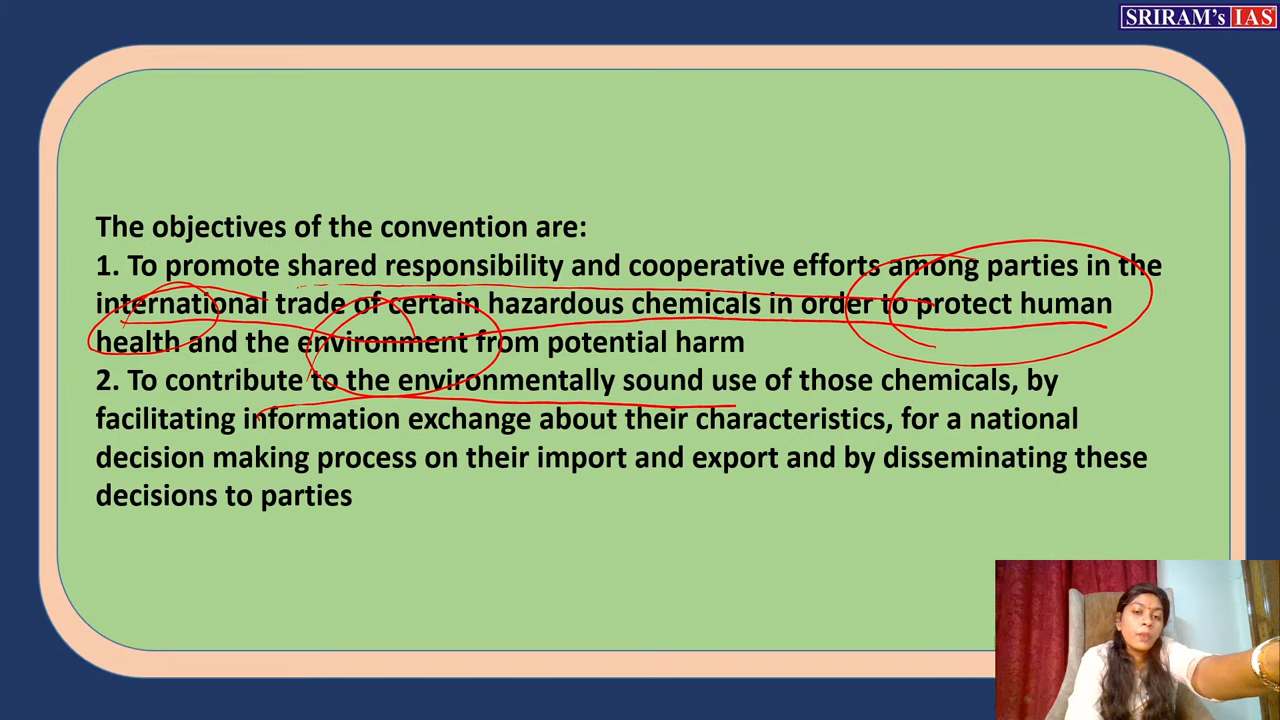 SRIRAM's IAS
The objectives of the convention are:
1. To promote shared responsibility and cooperative efforts among parties in the
international trade of certain hazardous chemicals in order to protect human
health and the environment from potential harm
2. To contribute to the environmentally sound use of those chemicals, by
facilitating information exchange about their characteristics, for a national
decision making process on their import and export and by disseminating these
decisions to parties